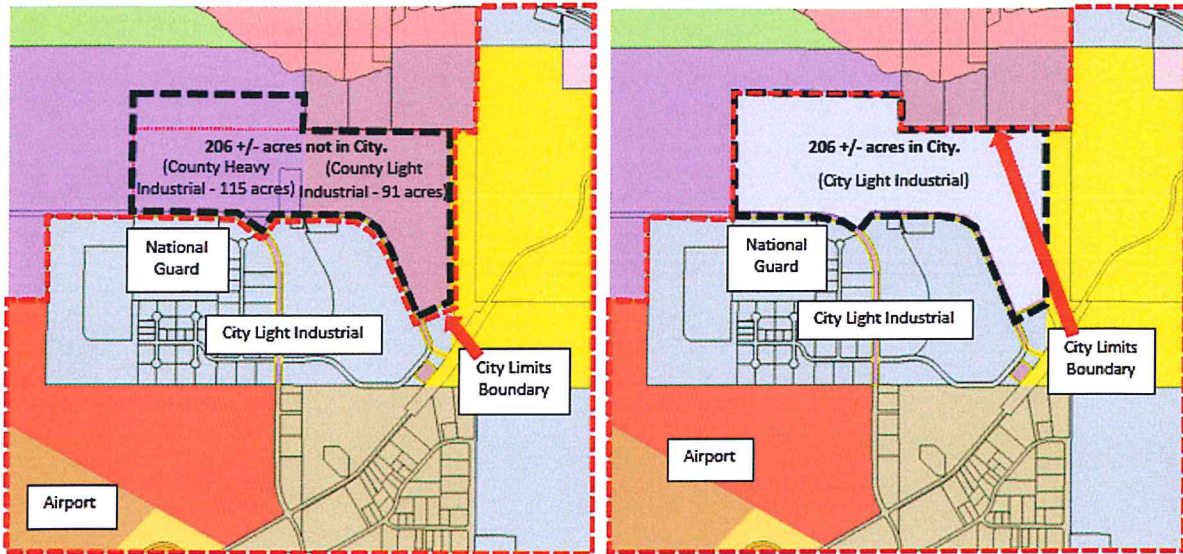 206 +/- acres not in City.
(County Heavy
Industrial - 115 acres)
(County Light
Industrial - 91 acres)
National
Guard
City Light Industrial
City Limits
Boundary
Airport
206 +/- acres in City.
(City Light Industrial)
National
Guard
City Light Industrial
City Limits
Boundary
Airport